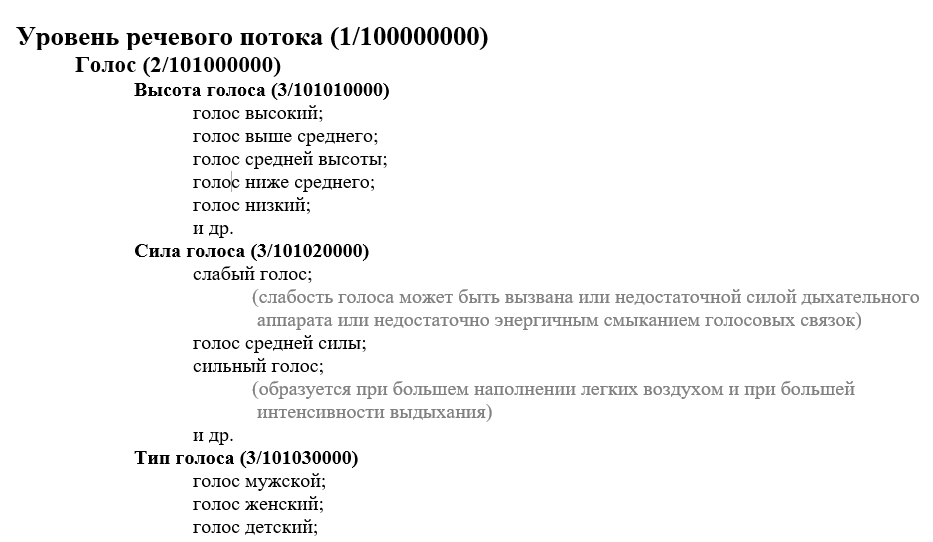 Уровень речевого потока (1/100000000)
Голос (2/101000000)
Высота голоса (3/101010000)
голос высокий;
голос выше среднего;
голос средней высоты;
голос ниже среднего;
голос низкий;
и др.
Сила голоса (3/101020000)
слабый голос;
(слабость голоса может быть вызвана или недостаточной силой дыхательного
аппарата или недостаточно энергичным смыканием голосовых связок)
голос средней силы;
сильный голос;
(образуется при большем наполнении легких воздухом и при большей
интенсивности выдыхания)
и др.
Тип голоса (3/101030000)
голос мужской;
голос женский;
голос детский;